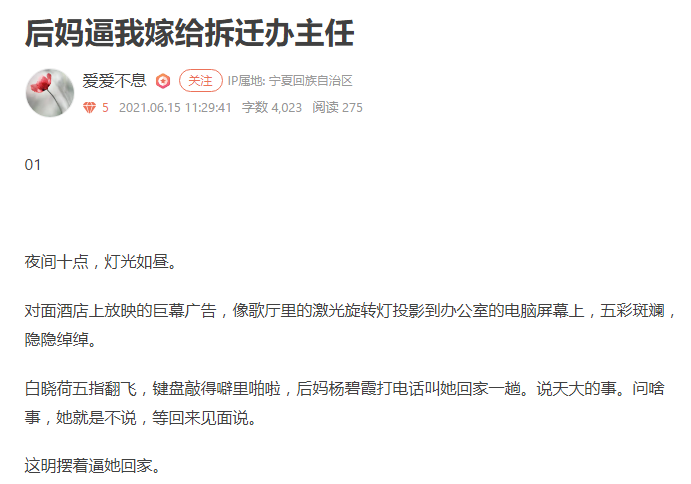 后妈逼我嫁给拆迁办主任
爱爱不息 关注 IP属地: 宁夏回族自治区
5 2021.06.15 11:29:41 字数 4,023 阅读 275
01
夜间十点，灯光如昼。
对面酒店上放映的巨幕广告，像歌厅里的激光旋转灯投影到办公室的电脑屏幕上，五彩斑斓，
隐隐绰绰。
白晓荷五指翻飞，键盘敲得噼里啪啦，后妈杨碧霞打电话叫她回家一趟。说天大的事。问啥
事，她就是不说，等回来见面说。
这明摆着逼她回家。